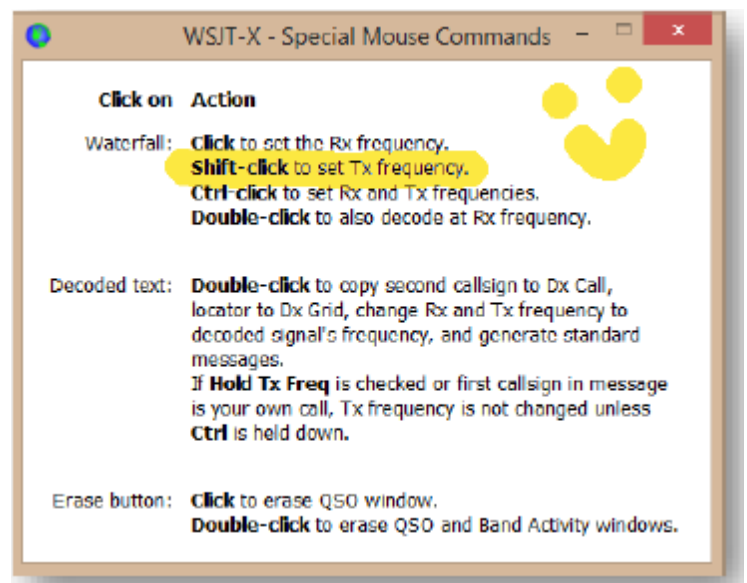 WSJT-X - Special Mouse Commands
Click on Action
Waterfall: Click to set the Rx frequency.
Shift-click to set Tx frequency.
Ctrl-click to set Rx and Tx frequencies.
Double-click to also decode at Rx frequency.
Decoded text: Double-click to copy second callsign to Dx Call,
locator to Dx Grid, change Rx and Tx frequency to
decoded signal's frequency, and generate standard
messages.
If Hold Tx Freq is checked or first callsign in message
is your own call, Tx frequency is not changed unless
Ctrl is held down.
Erase button: Click to erase QSO window.
Double-click to erase QSO and Band Activity windows.